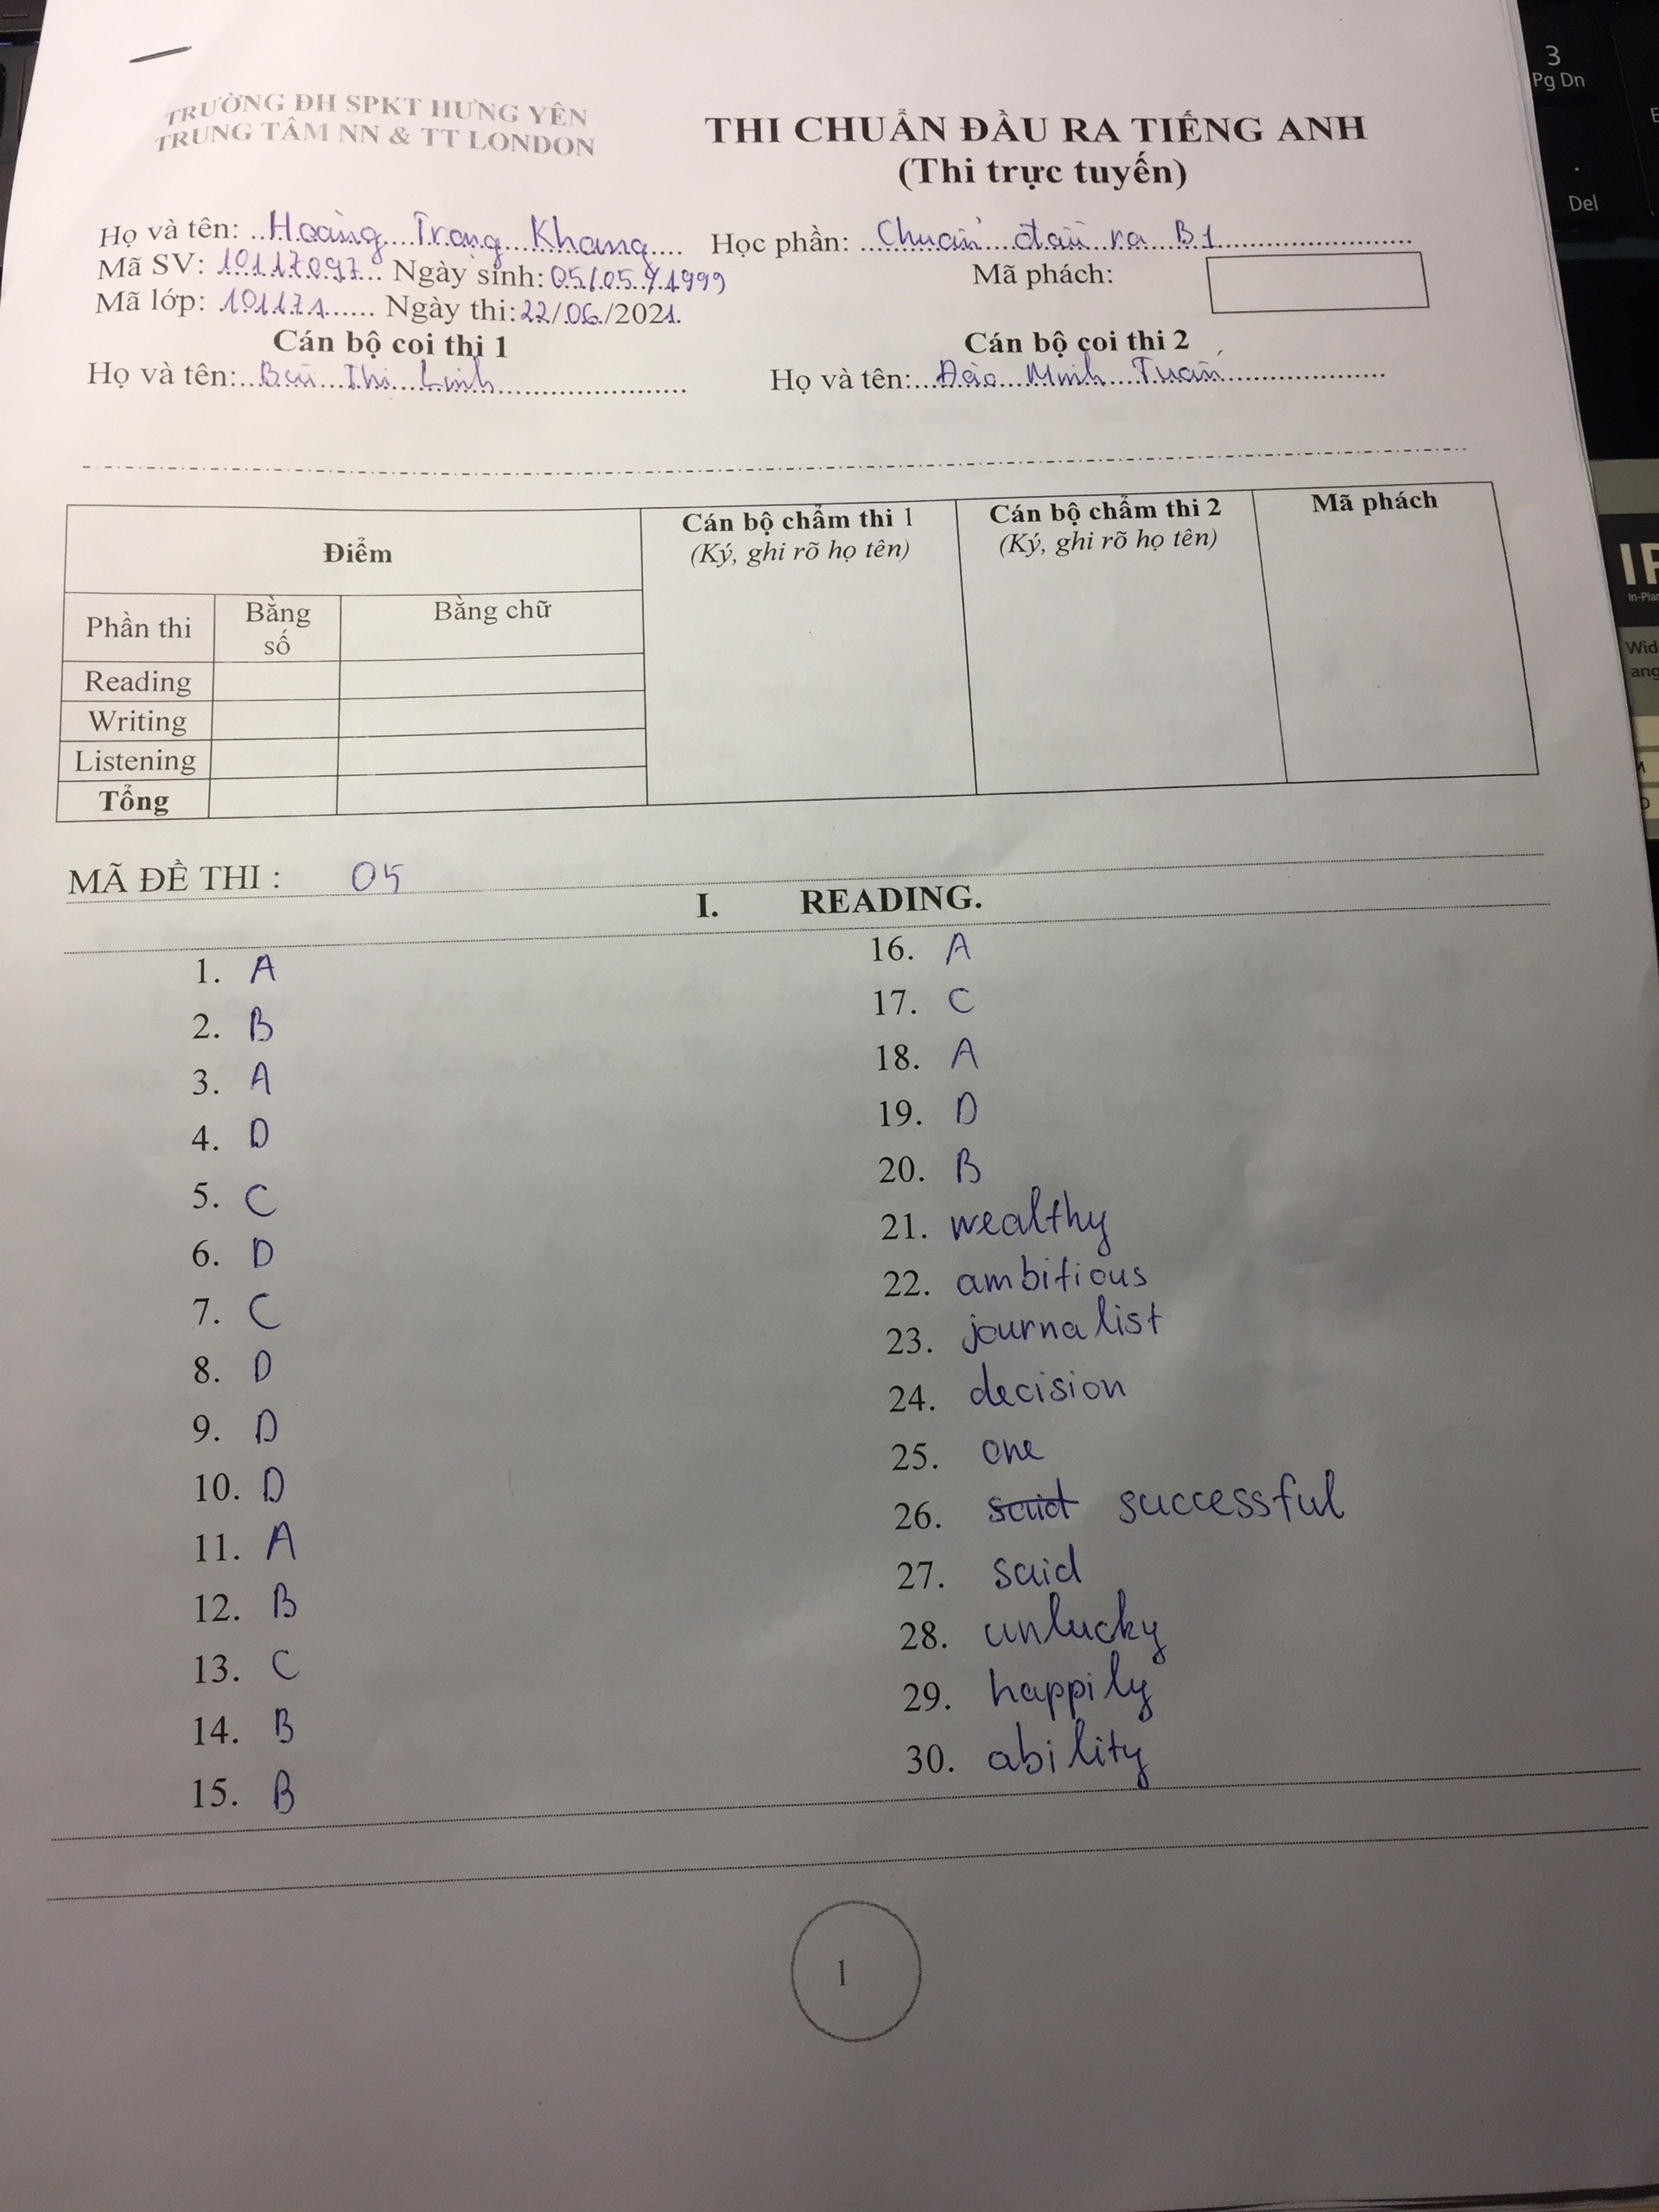 TRƯỜNG ĐH SPKT HƯNG YÊN
TRUNG TÂM NN & TT LONDON
THI CHUẨN ĐẦU RA TIẾNG ANH
(Thi trực tuyến)
Họ và tên: Hoàng Trọng Khang Học phần: Chuẩn đầu ra B1
Mã SV: 10117097 Ngày sinh: 05/05/1999 Mã phách:
Mã lớp: 101171 Ngày thi: 22/06/2021.
Cán bộ coi thi 1 Cán bộ coi thi 2
Họ và tên: Bùi Thị Linh Họ và tên: Đào Minh Tuấn
Điểm
Cán bộ chấm thi 1
(Ký, ghi rõ họ tên)
Cán bộ chấm thi 2
(Ký, ghi rõ họ tên)
Mã phách
Phần thi
Bằng
số
Bằng chữ
Reading
Writing
Listening
Tổng
MÃ ĐỀ THI : 05
I. READING.
1. A
2. B
3. A
4. D
5. C
6. D
7. C
8. D
9. D
10. D
11. A
12. B
13. C
14. B
15. B
16. A
17. C
18. A
19. D
20. B
21. wealthy
22. ambitious
23. journalist
24. decision
25. one
26. said successful
27. said
28. unlucky
29. happily
30. ability
1
3
Pg Dn
.
Del
In-Plan
Wid
ang